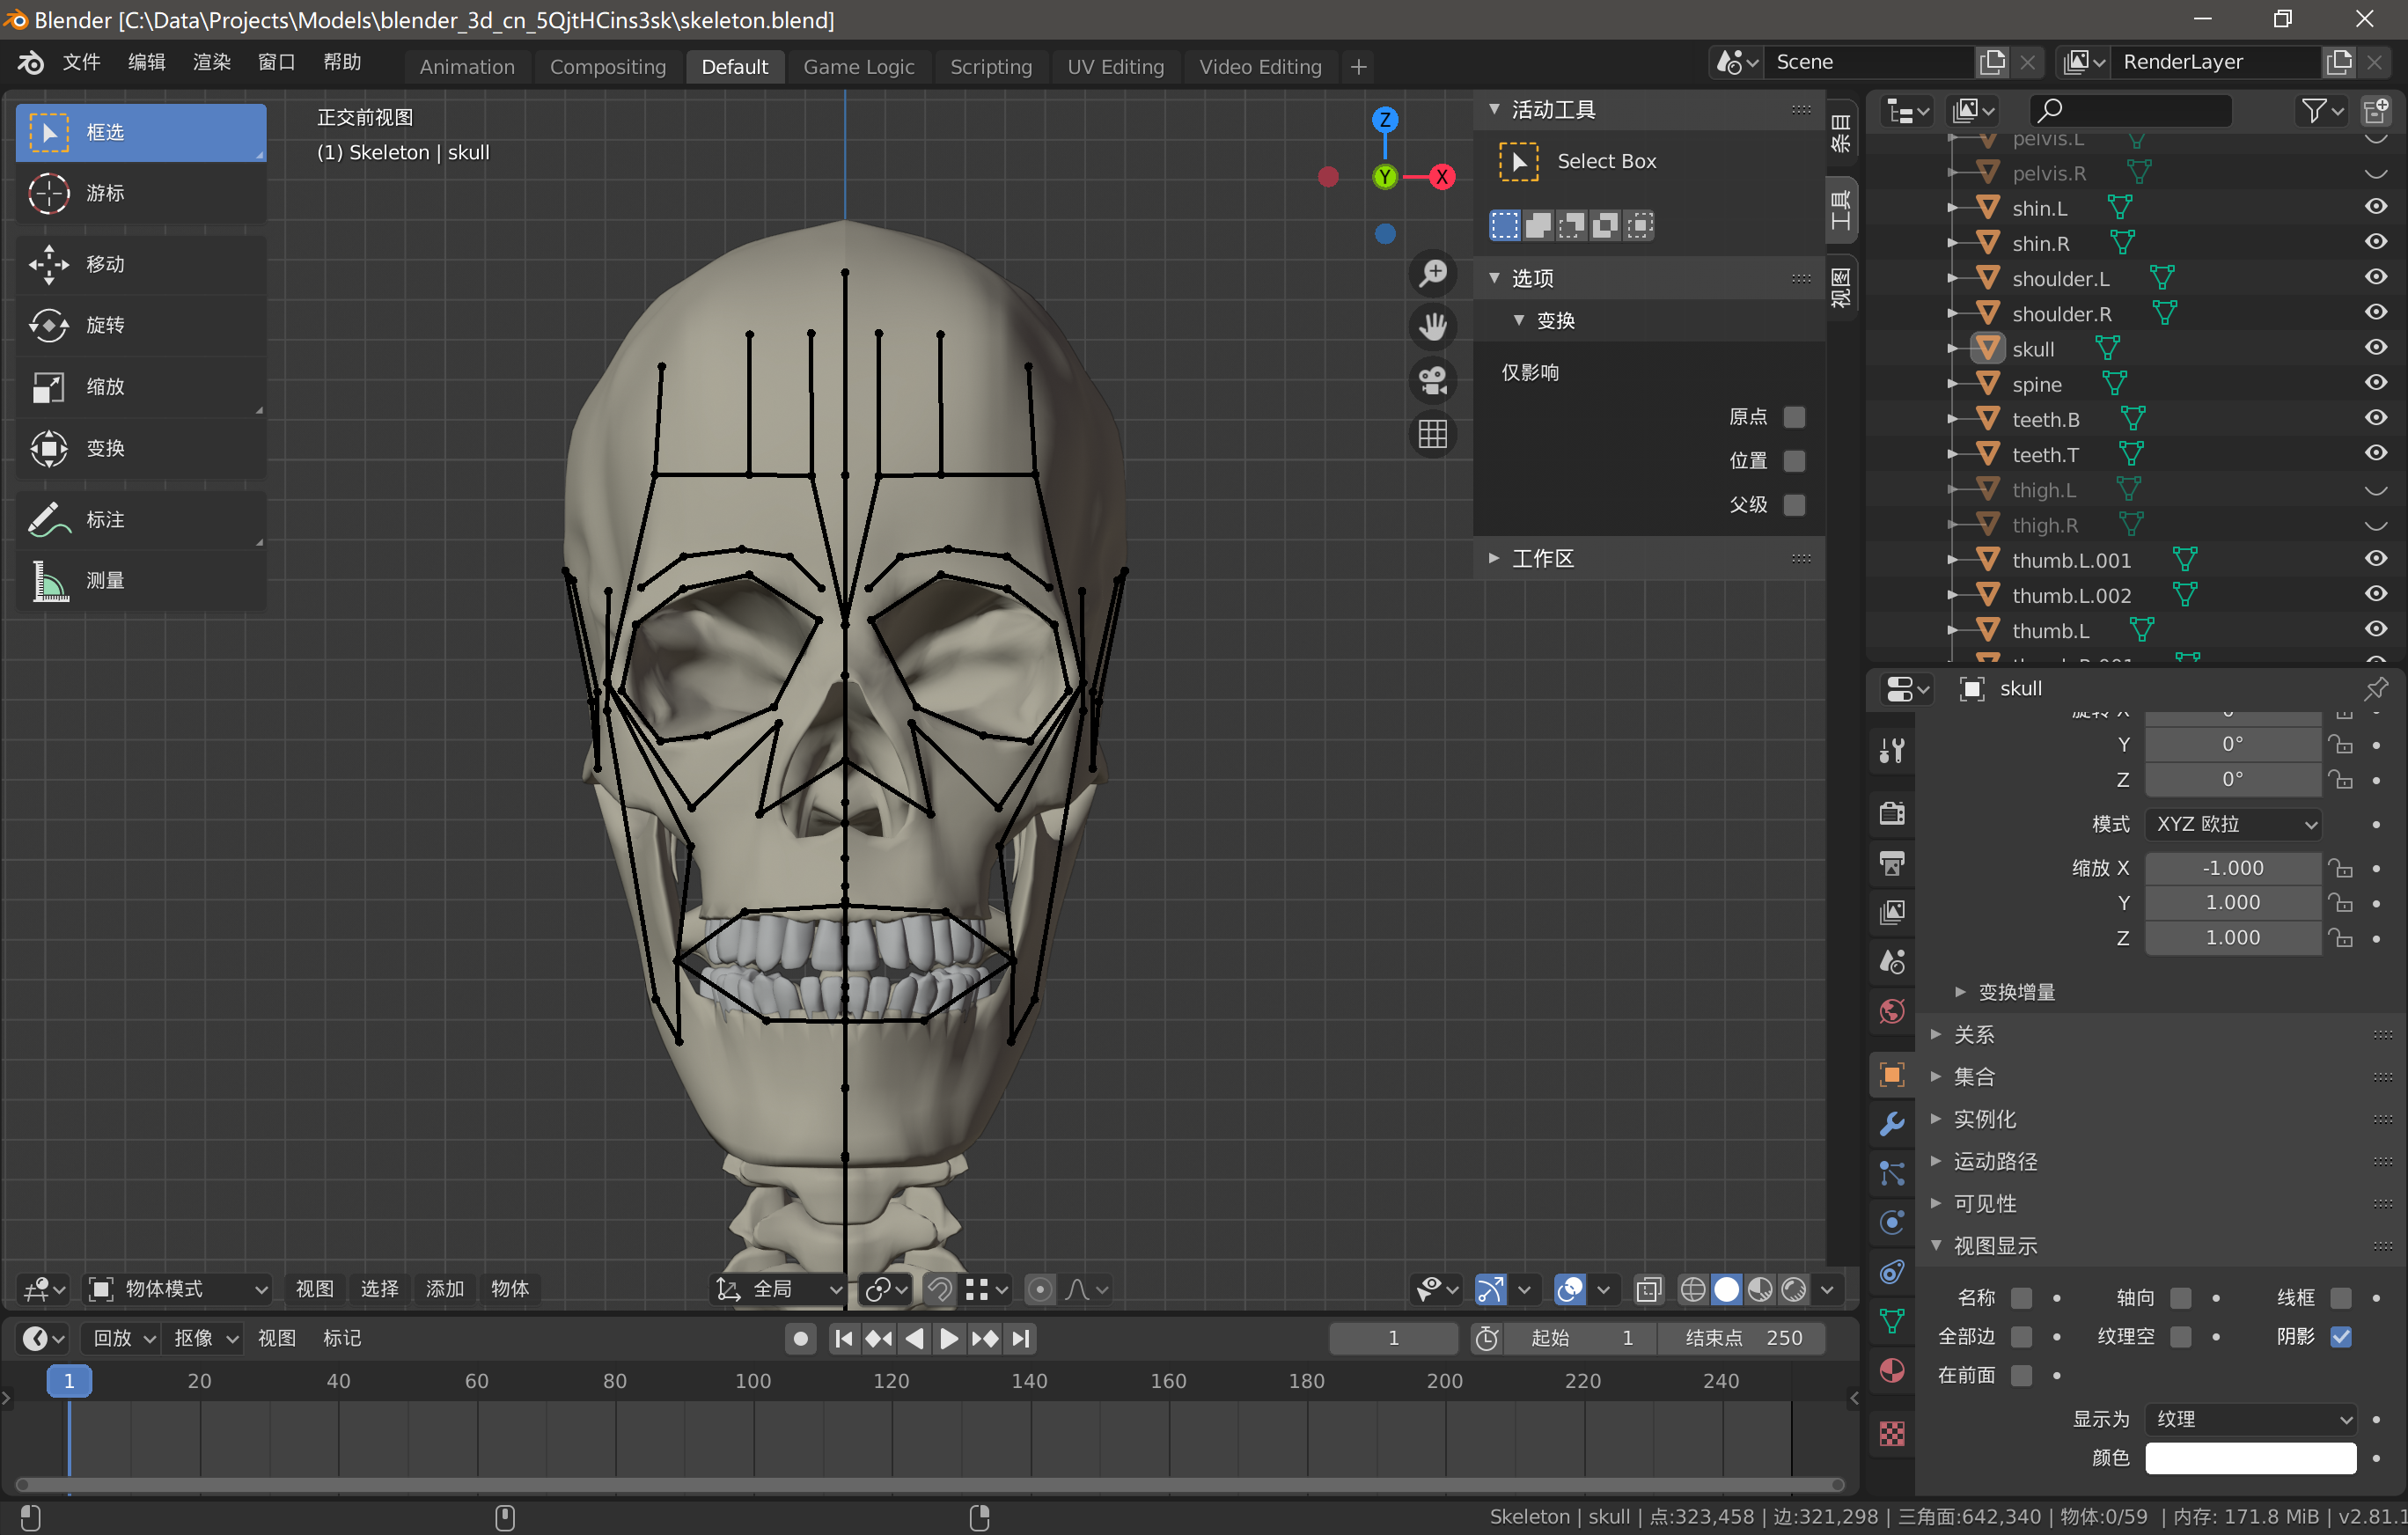 Blender [C:\Data\Projects\Models\blender_3d_cn_5QjtHCins3sk\skeleton.blend]
文件 编辑 渲染 窗口 帮助 Animation Compositing Default Game Logic Scripting UV Editing Video Editing Scene RenderLayer
框选
游标
移动
旋转
缩放
变换
标注
测量
正交前视图
(1) Skeleton | skull
Z
Y
X
活动工具
Select Box
选项
变换
仅影响
原点
位置
父级
工作区
条目
工具
视图
pelvis.L
pelvis.R
shin.L
shin.R
shoulder.L
shoulder.R
skull
spine
teeth.B
teeth.T
thigh.L
thigh.R
thumb.L.001
thumb.L.002
thumb.L
skull
Y 0°
Z 0°
模式 XYZ 欧拉
缩放 X -1.000
Y 1.000
Z 1.000
变换增量
关系
集合
实例化
运动路径
可见性
视图显示
名称 轴向 线框
全部边 纹理空 阴影
在前面
显示为 纹理
颜色
物体模式 视图 选择 添加 物体 全局
回放 抠像 视图 标记 1 起始 1 结束点 250
1 20 40 60 80 100 120 140 160 180 200 220 240
Skeleton | skull | 点:323,458 | 边:321,298 | 三角面:642,340 | 物体:0/59 | 内存: 171.8 MiB | v2.81.